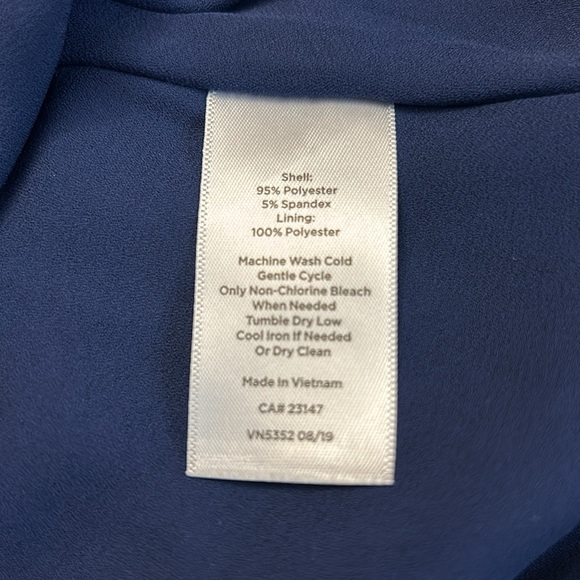 Shell:
95% Polyester
5% Spandex
Lining:
100% Polyester
Machine Wash Cold
Gentle Cycle
Only Non-Chlorine Bleach
When Needed
Tumble Dry Low
Cool Iron If Needed
Or Dry Clean
Made in Vietnam
CA# 23147
VN5352 08/19